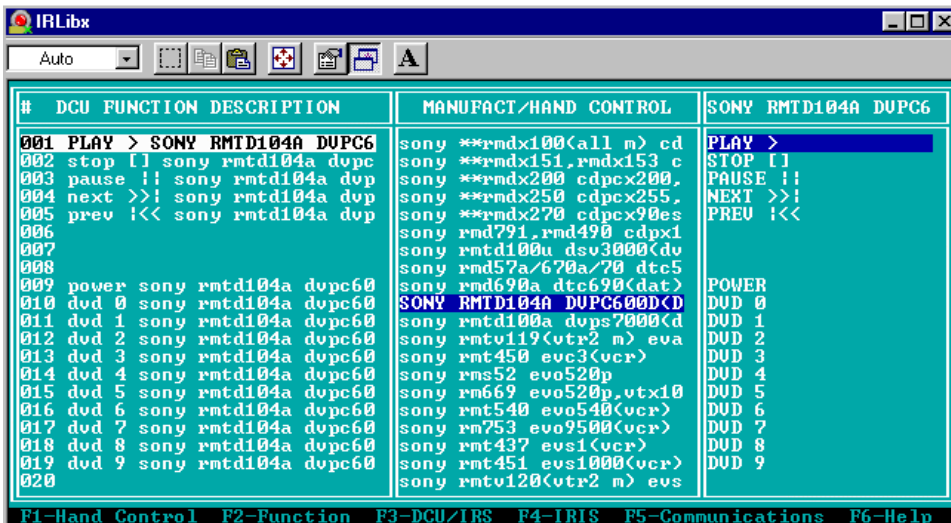 IRLibx
Auto
A
# DCU FUNCTION DESCRIPTION
001 PLAY > SONY RMTD104A DVPC6
002 stop [] sony rmtd104a dvpc
003 pause ¦¦ sony rmtd104a dvp
004 next >>¦ sony rmtd104a dvp
005 prev ¦<< sony rmtd104a dvp
006
007
008
009 power sony rmtd104a dvpc60
010 dvd 0 sony rmtd104a dvpc60
011 dvd 1 sony rmtd104a dvpc60
012 dvd 2 sony rmtd104a dvpc60
013 dvd 3 sony rmtd104a dvpc60
014 dvd 4 sony rmtd104a dvpc60
015 dvd 5 sony rmtd104a dvpc60
016 dvd 6 sony rmtd104a dvpc60
017 dvd 7 sony rmtd104a dvpc60
018 dvd 8 sony rmtd104a dvpc60
019 dvd 9 sony rmtd104a dvpc60
020
MANUFACT/HAND CONTROL
sony **rmdx100(all m) cd
sony **rmdx151,rmdx153 c
sony **rmdx200 cdpcx200,
sony **rmdx250 cdpcx255,
sony **rmdx270 cdpcx90es
sony rmd791,rmd490 cdpx1
sony rmtd100u dsv3000(dv
sony rmd57a/670a/70 dtc5
sony rmd690a dtc690(dat)
SONY RMTD104A DVPC600D(D
sony rmtd100a dvps7000(d
sony rmtv119(vtr2 m) eva
sony rmt450 evc3(vcr)
sony rms52 evo520p
sony rm669 evo520p,vtx10
sony rmt540 evo540(vcr)
sony rm753 evo9500(vcr)
sony rmt437 evs1(vcr)
sony rmt451 evs1000(vcr)
sony rmtv120(vtr2 m) evs
SONY RMTD104A DVPC6
PLAY >
STOP []
PAUSE ¦¦
NEXT >>¦
PREV ¦<<
POWER
DVD 0
DVD 1
DVD 2
DVD 3
DVD 4
DVD 5
DVD 6
DVD 7
DVD 8
DVD 9
F1-Hand Control F2-Function F3-DCU/IRS F4-IRIS F5-Communications F6-Help